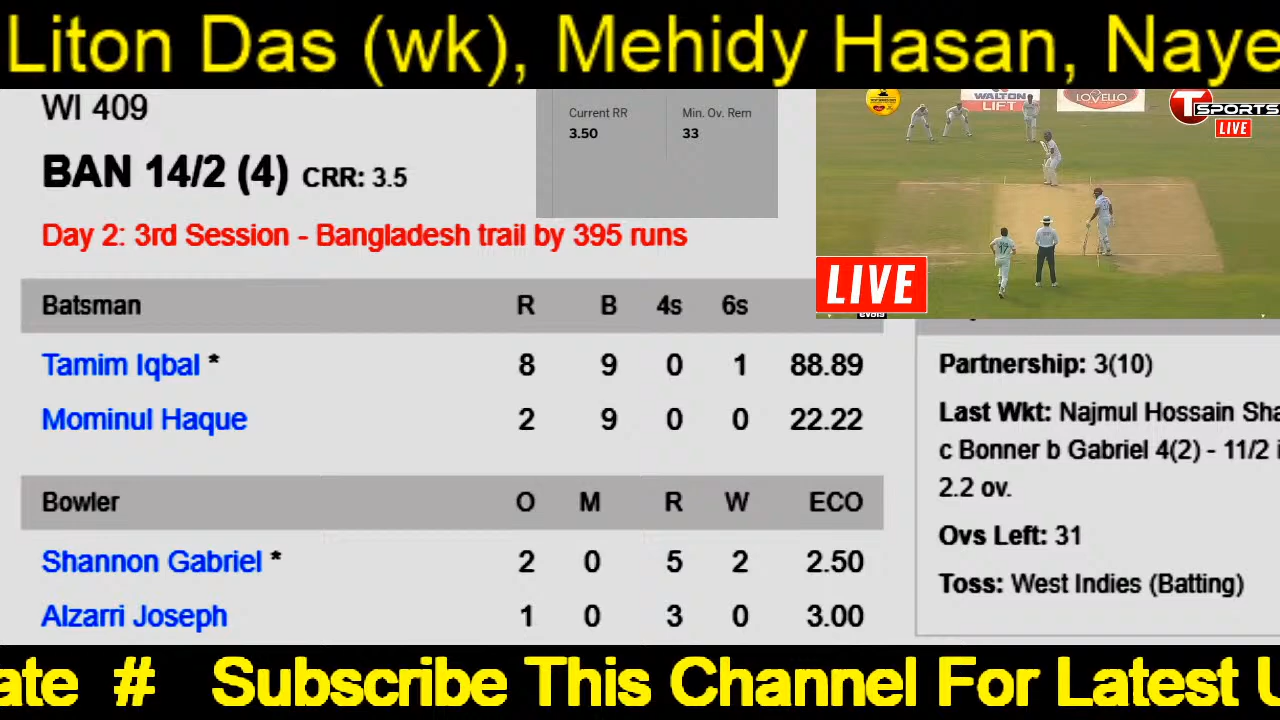 Liton Das (wk), Mehidy Hasan, Naye
WI 409
Current RR Min. Ov. Rem
3.50 33
BAN 14/2 (4) CRR: 3.5
Day 2: 3rd Session - Bangladesh trail by 395 runs
WALTON
LIFT
LOVELLO
T SPORTS
LIVE
17
LIVE
Batsman R B 4s 6s
Tamim Iqbal * 8 9 0 1 88.89
Mominul Haque 2 9 0 0 22.22
Bowler O M R W ECO
Shannon Gabriel * 2 0 5 2 2.50
Alzarri Joseph 1 0 3 0 3.00
Partnership: 3(10)
Last Wkt: Najmul Hossain Sha
c Bonner b Gabriel 4(2) - 11/2 i
2.2 ov.
Ovs Left: 31
Toss: West Indies (Batting)
ate # Subscribe This Channel For Latest U